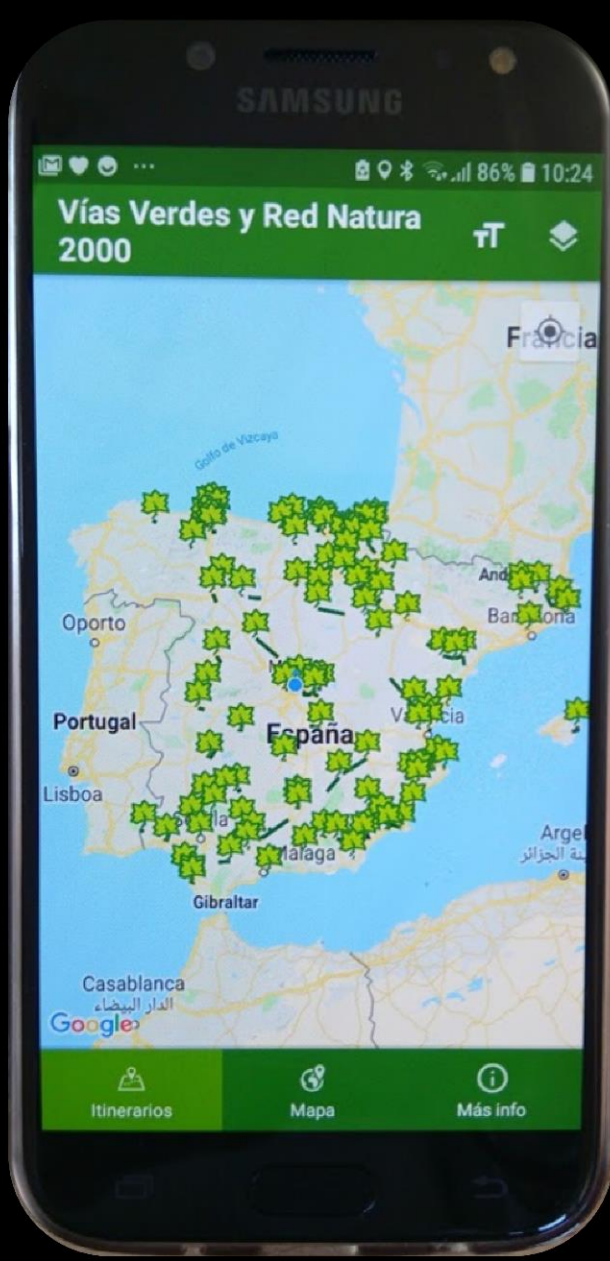 SAMSUNG
86% 10:24
Vías Verdes y Red Natura
2000
Francia
Golfo de Vizcaya
Oporto
Portugal
España
Lisboa
Málaga
Gibraltar
Casablanca
الدار البيضاء
Google
Itinerarios
Mapa
Más info